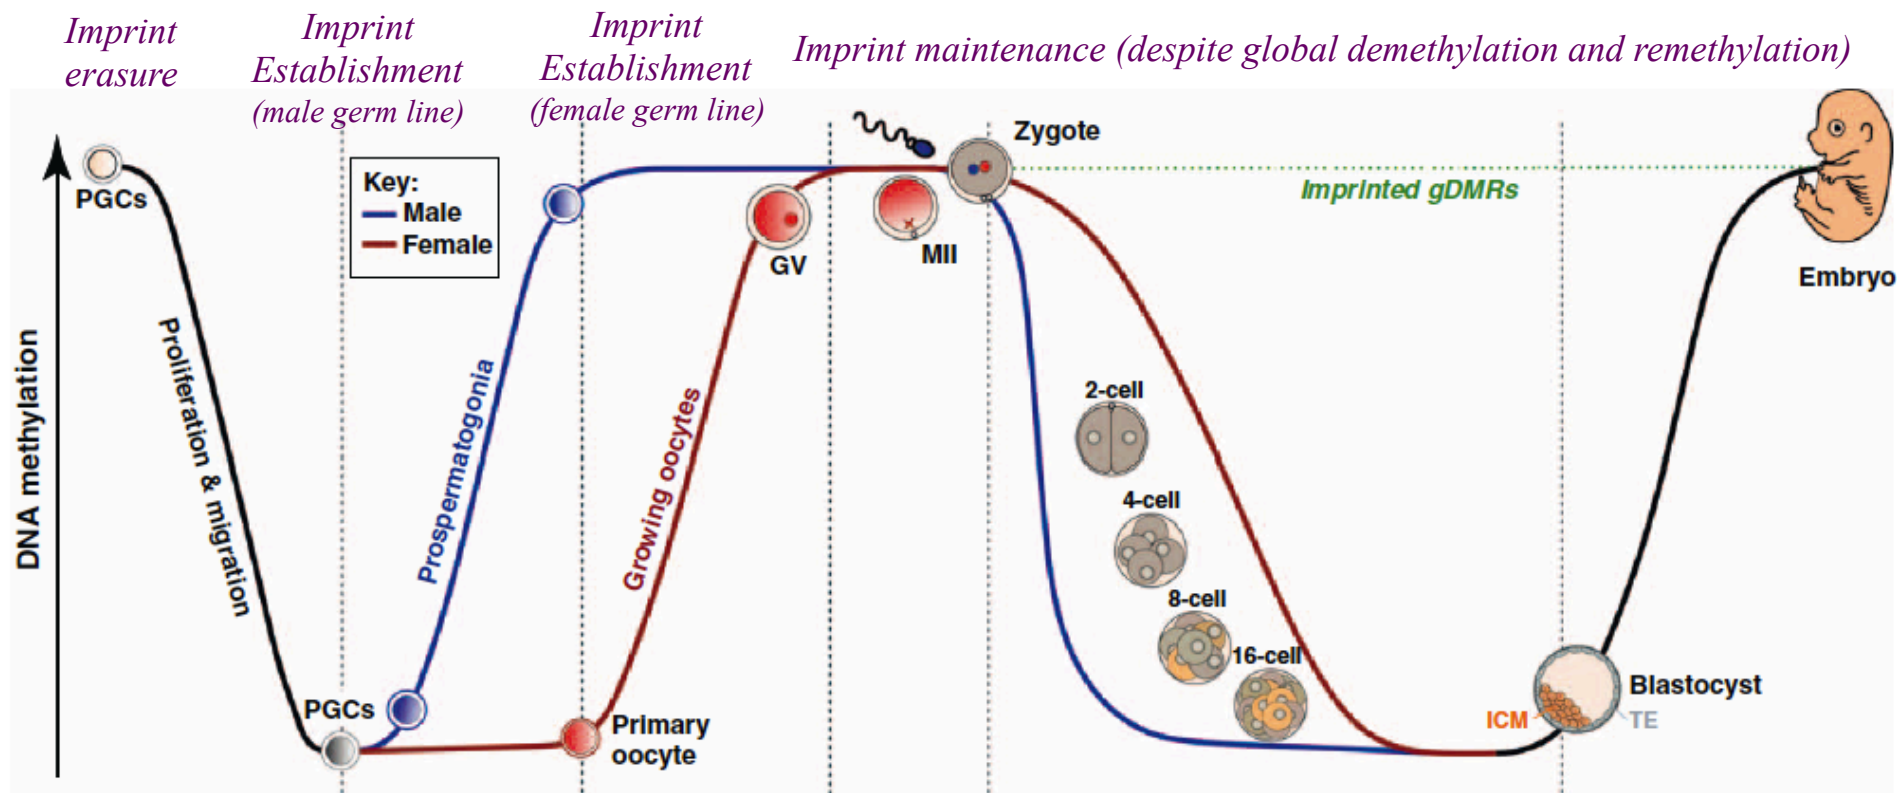 Imprint
erasure
Imprint
Establishment
(male germ line)
Imprint
Establishment
(female germ line)
Imprint maintenance (despite global demethylation and remethylation)
DNA methylation
PGCs
Proliferation & migration
PGCs
Key:
Male
Female
Prospermatogonia
Growing oocytes
Primary
oocyte
GV
MII
Zygote
Imprinted gDMRs
2-cell
4-cell
8-cell
16-cell
Blastocyst
ICM
TE
Embryo